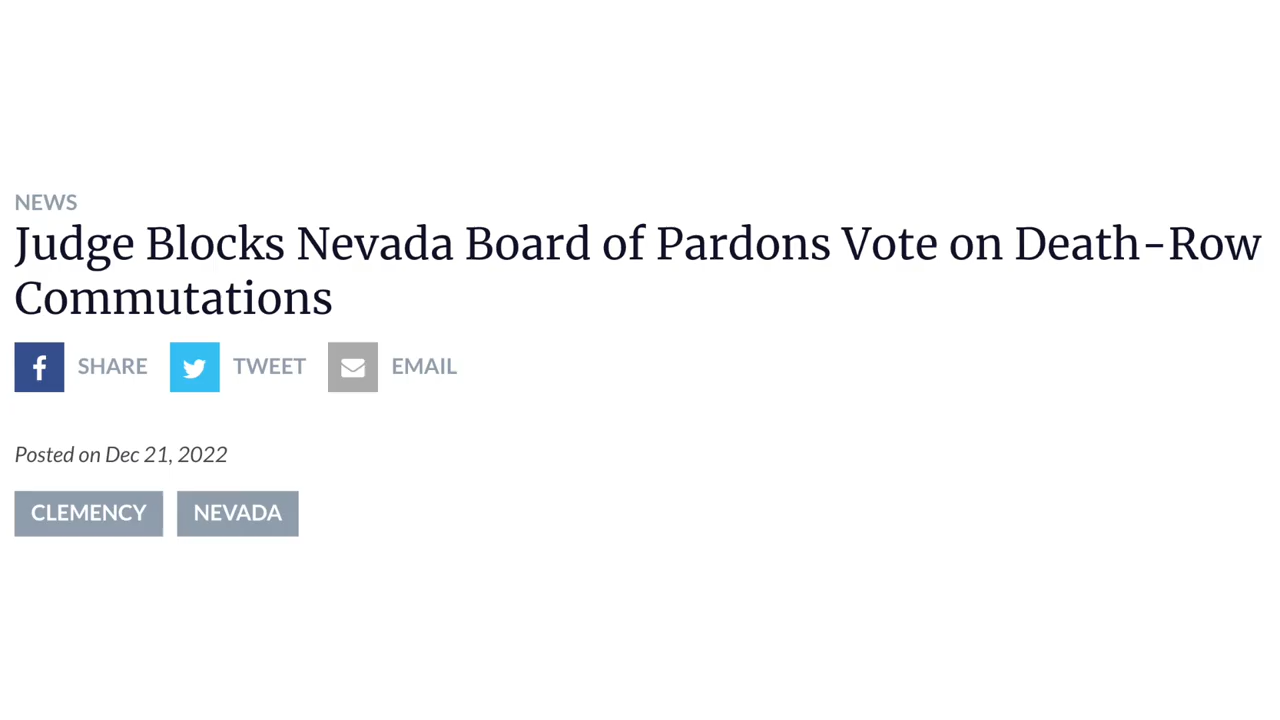 NEWS
Judge Blocks Nevada Board of Pardons Vote on Death-Row
Commutations
SHARE TWEET EMAIL
Posted on Dec 21, 2022
CLEMENCY NEVADA